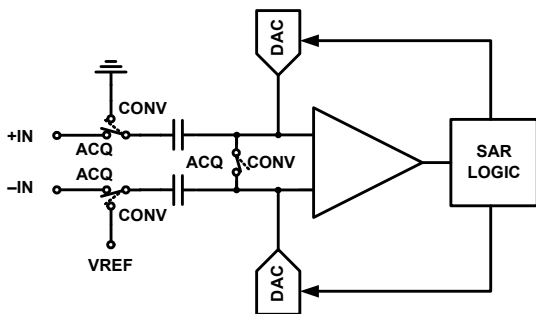 DAC
CONV
+IN
ACQ
ACQ
CONV
ACQ
–IN
CONV
VREF
SAR
LOGIC
DAC